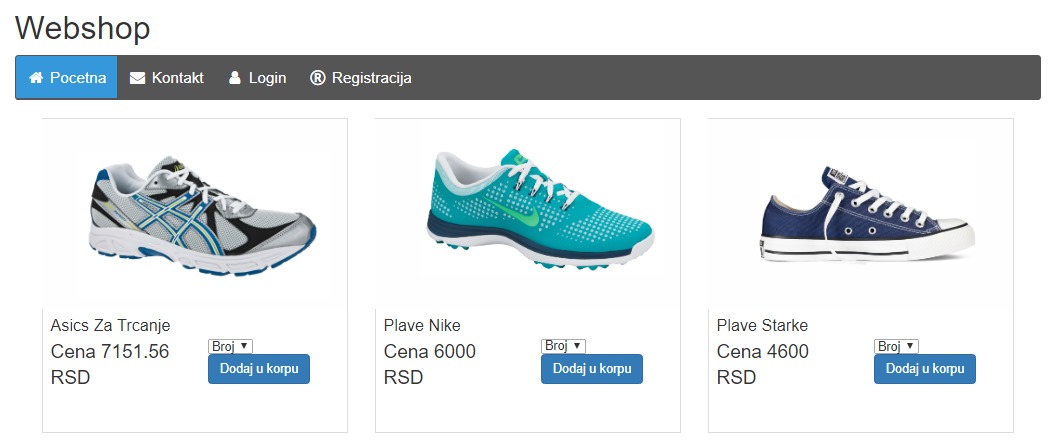 Webshop
Pocetna Kontakt Login ® Registracija
Asics Za Trcanje
Cena 7151.56
RSD
Broj
Dodaj u korpu
Plave Nike
Cena 6000
RSD
Broj
Dodaj u korpu
Plave Starke
Cena 4600
RSD
Broj
Dodaj u korpu